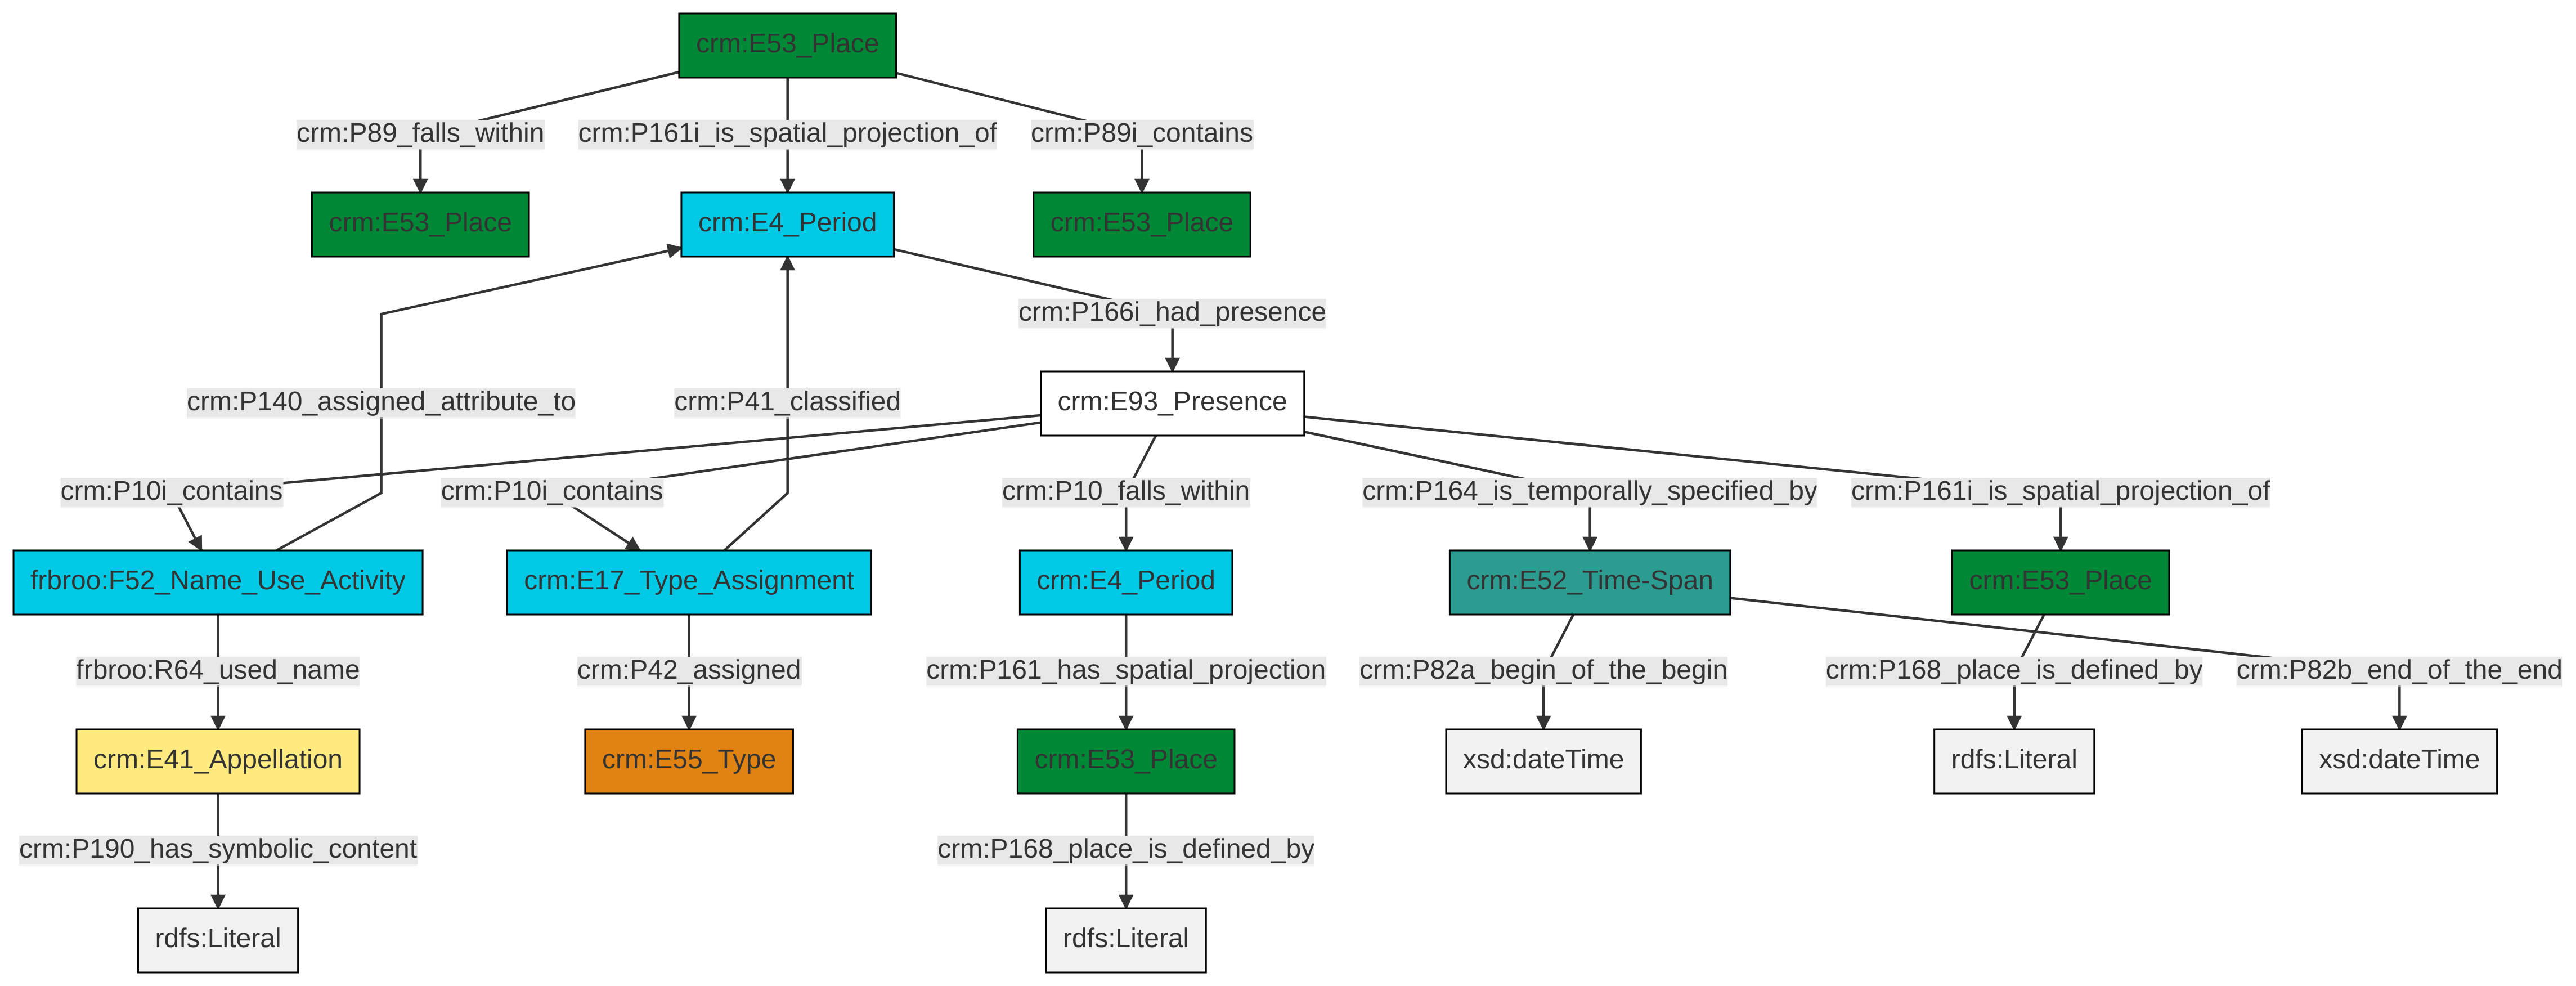 crm:E53_Place
crm:P89_falls_within
crm:P161i_is_spatial_projection_of
crm:P89i_contains
crm:E53_Place
crm:E4_Period
crm:E53_Place
crm:P166i_had_presence
crm:P140_assigned_attribute_to
crm:P41_classified
crm:E93_Presence
crm:P10i_contains
crm:P10i_contains
crm:P10_falls_within
crm:P164_is_temporally_specified_by
crm:P161i_is_spatial_projection_of
frbroo:F52_Name_Use_Activity
crm:E17_Type_Assignment
crm:E4_Period
crm:E52_Time-Span
crm:E53_Place
frbroo:R64_used_name
crm:P42_assigned
crm:P161_has_spatial_projection
crm:P82a_begin_of_the_begin
crm:P168_place_is_defined_by
crm:P82b_end_of_the_end
crm:E41_Appellation
crm:E55_Type
crm:E53_Place
xsd:dateTime
rdfs:Literal
xsd:dateTime
crm:P190_has_symbolic_content
crm:P168_place_is_defined_by
rdfs:Literal
rdfs:Literal